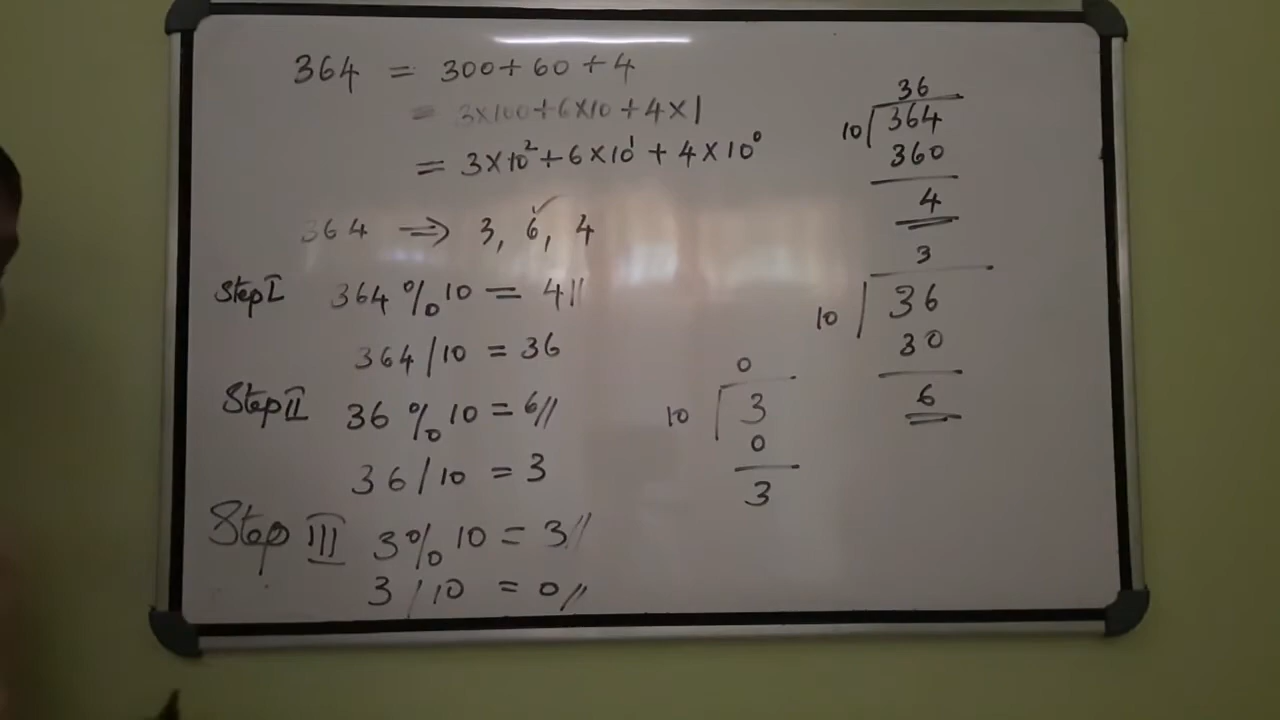 364 = 300 + 60 + 4
= 3×100 + 6×10 + 4×1
= 3×10² + 6×10¹ + 4×10⁰
364 ⇒ 3, 6, 4
Step I 364 % 10 = 4//
364 / 10 = 36
Step II 36 % 10 = 6//
36 / 10 = 3
Step III 3 % 10 = 3//
3 / 10 = 0//
0
10 3
0
3
36
10 364
360
4
3
10 36
30
6